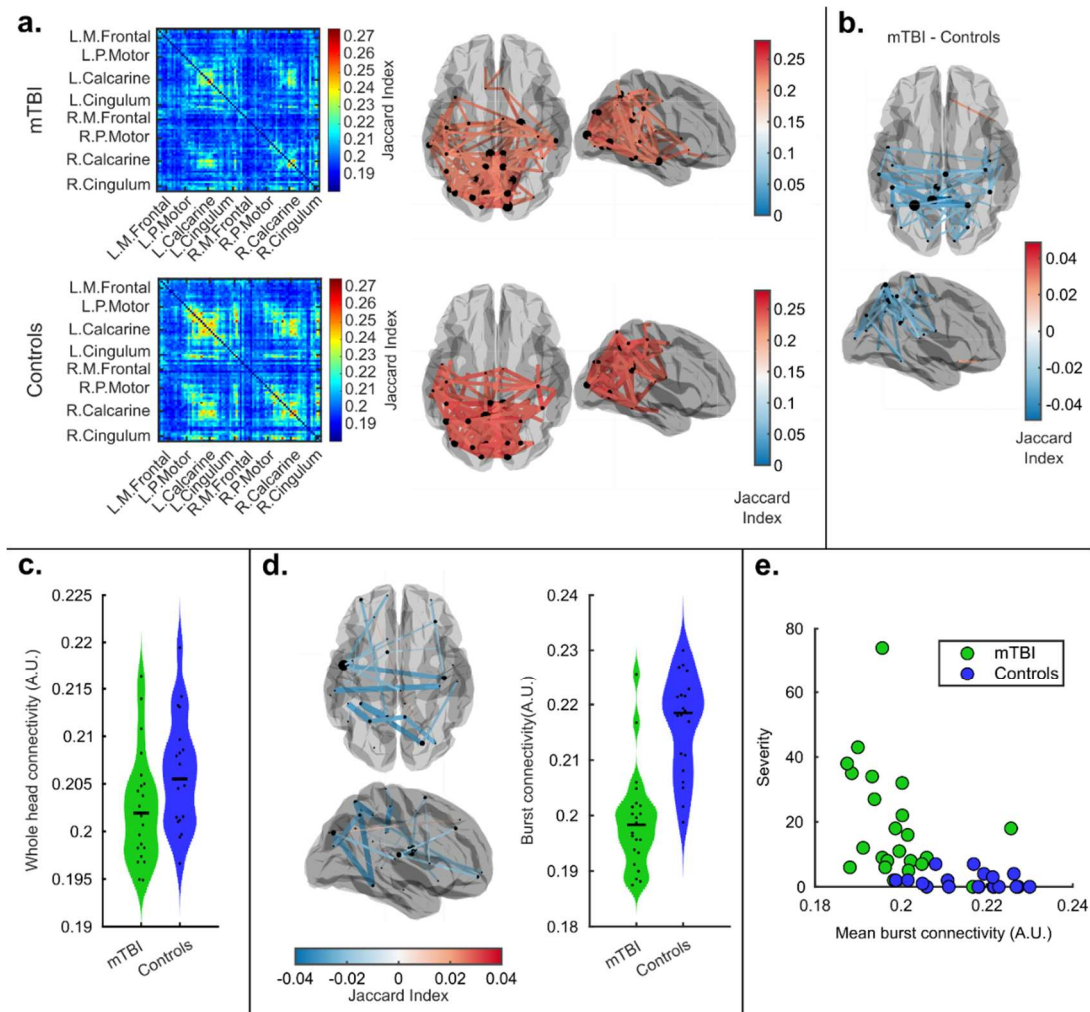 a.
mTBI
L.M.Frontal
L.P.Motor
L.Calcarine
L.Cingulum
R.M.Frontal
R.P.Motor
R.Calcarine
R.Cingulum
L.M.Frontal
L.P.Motor
L.Calcarine
L.Cingulum
R.M.Frontal
R.P.Motor
R.Calcarine
R.Cingulum
0.27
0.26
0.25
0.24
0.23
0.22
0.21
0.2
0.19
Jaccard Index
0.25
0.2
0.15
0.1
0.05
0
Controls
L.M.Frontal
L.P.Motor
L.Calcarine
L.Cingulum
R.M.Frontal
R.P.Motor
R.Calcarine
R.Cingulum
L.M.Frontal
L.P.Motor
L.Calcarine
L.Cingulum
R.M.Frontal
R.P.Motor
R.Calcarine
R.Cingulum
0.27
0.26
0.25
0.24
0.23
0.22
0.21
0.2
0.19
Jaccard Index
0.25
0.2
0.15
0.1
0.05
0
Jaccard
Index
b.
mTBI - Controls
0.04
0.02
0
-0.02
-0.04
Jaccard
Index
c.
Whole head connectivity (A.U.)
0.225
0.22
0.215
0.21
0.205
0.2
0.195
0.19
mTBI
Controls
d.
-0.04 -0.02 0 0.02 0.04
Jaccard Index
Burst connectivity(A.U.)
0.24
0.23
0.22
0.21
0.2
0.19
0.18
mTBI
Controls
e.
Severity
80
60
40
20
0
mTBI
Controls
0.18 0.2 0.22 0.24
Mean burst connectivity (A.U.)